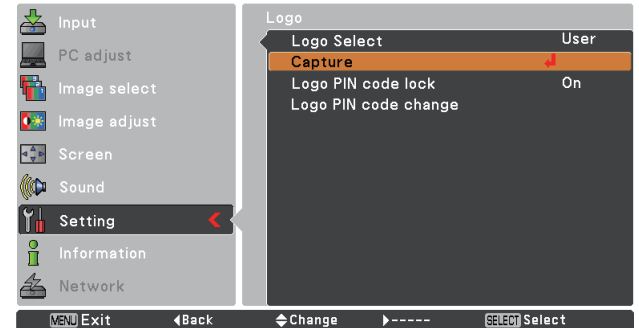 Input
PC adjust
Image select
Image adjust
Screen
Sound
Setting
Information
Network
Logo
Logo Select User
Capture
Logo PIN code lock On
Logo PIN code change
MENU Exit Back Change ----- SELECT Select